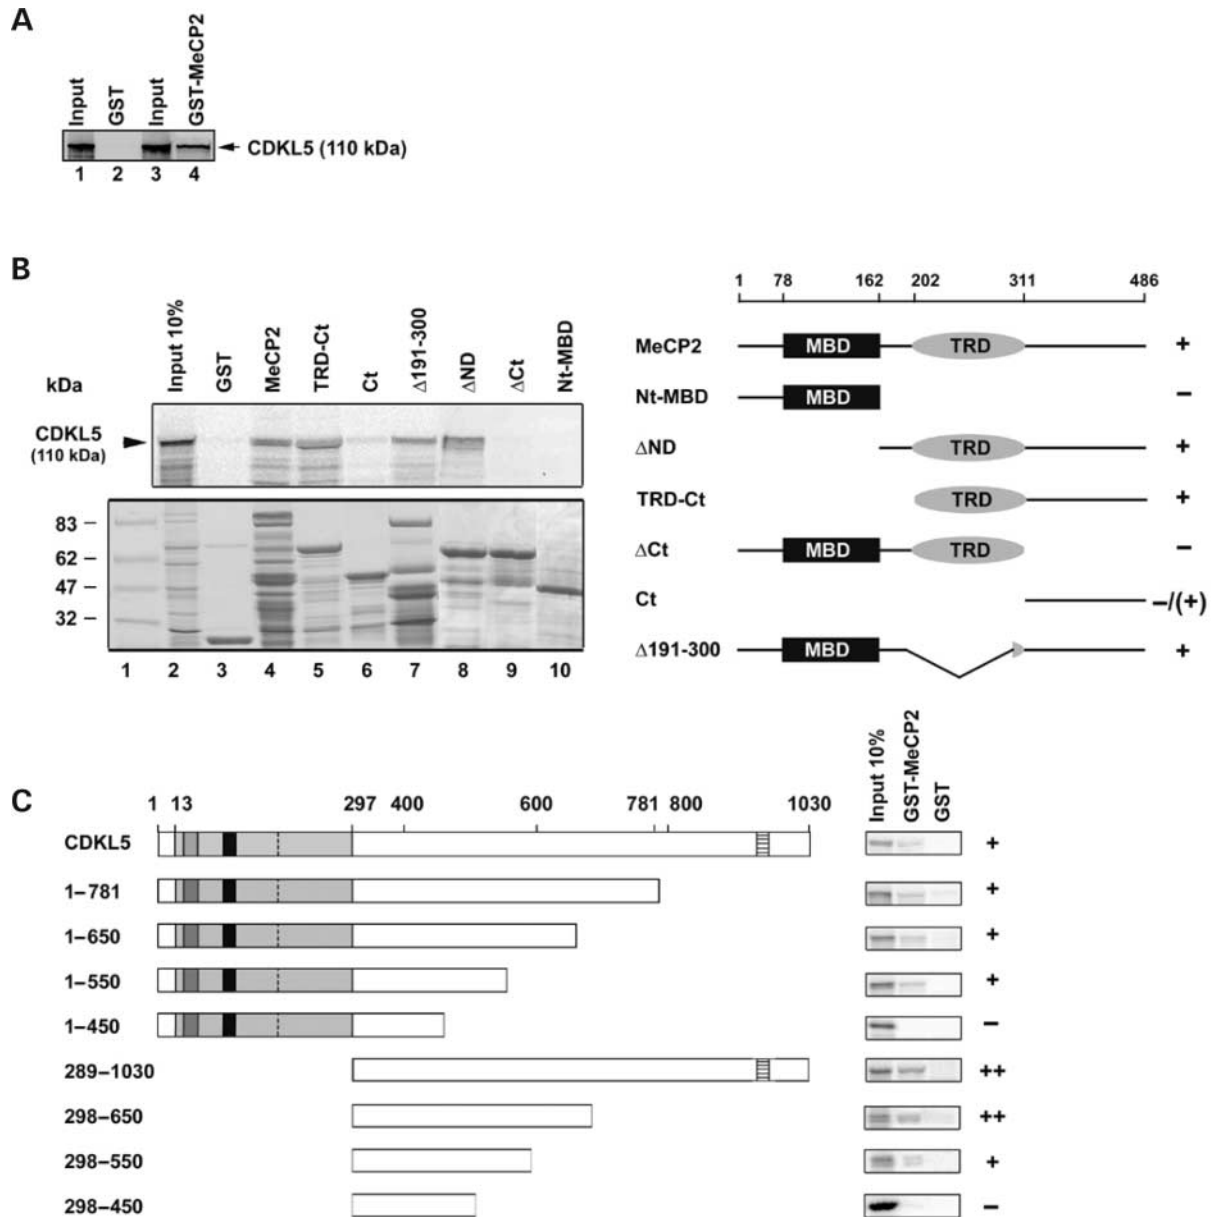 A
Input
GST
Input
GST-MeCP2
CDKL5 (110 kDa)
1 2 3 4
B
kDa
Input 10%
GST
MeCP2
TRD-Ct
Ct
Δ191-300
ΔND
ΔCt
Nt-MBD
CDKL5
(110 kDa)
83
62
47
32
1 2 3 4 5 6 7 8 9 10
1 78 162 202 311 486
MeCP2 MBD TRD +
Nt-MBD MBD −
ΔND TRD +
TRD-Ct TRD +
ΔCt MBD TRD −
Ct −/(+)
Δ191-300 MBD +
C
1 13 297 400 600 781 800 1030
Input 10%
GST-MeCP2
GST
CDKL5 +
1–781 +
1–650 +
1–550 +
1–450 −
289–1030 ++
298–650 ++
298–550 +
298–450 −